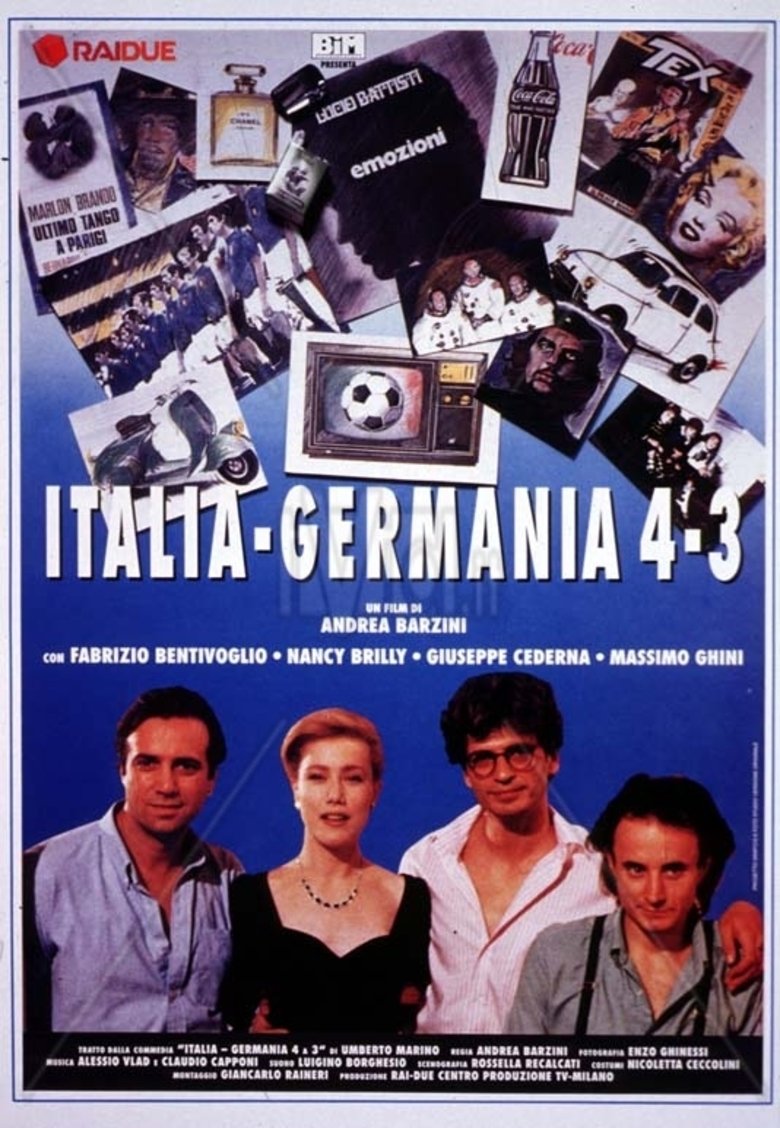 RAIDUE
BiM
PRESENTA
N°5
CHANEL
LUCIO BATTISTI
emozioni
Coca-Cola
Coca-Cola
TEX
MARLON BRANDO
ULTIMO TANGO
A PARIGI
ITALIA-GERMANIA 4-3
UN FILM DI
ANDREA BARZINI
CON FABRIZIO BENTIVOGLIO • NANCY BRILLY • GIUSEPPE CEDERNA • MASSIMO GHINI
TRATTO DALLA COMMEDIA "ITALIA - GERMANIA 4 a 3" DI UMBERTO MARINO REGIA ANDREA BARZINI FOTOGRAFIA ENZO GHINESSI
MUSICA ALESSIO VLAD E CLAUDIO CAPPONI SUONO LUIGINO BORGHESIO SCENOGRAFIA ROSSELLA RECALCATI COSTUMI NICOLETTA CECCOLINI
MONTAGGIO GIANCARLO RAINERI PRODUZIONE RAI-DUE CENTRO PRODUZIONE TV-MILANO